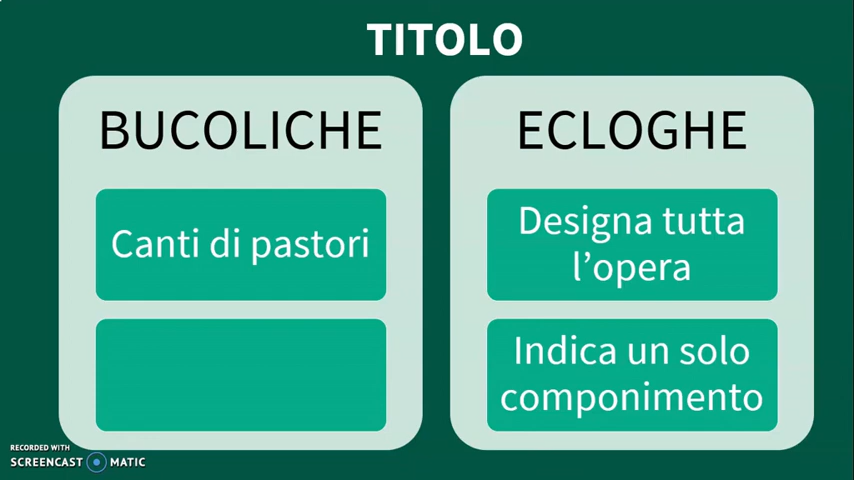 TITOLO
BUCOLICHE
Canti di pastori
ECLOGHE
Designa tutta
l’opera
Indica un solo
componimento
RECORDED WITH
SCREENCAST MATIC